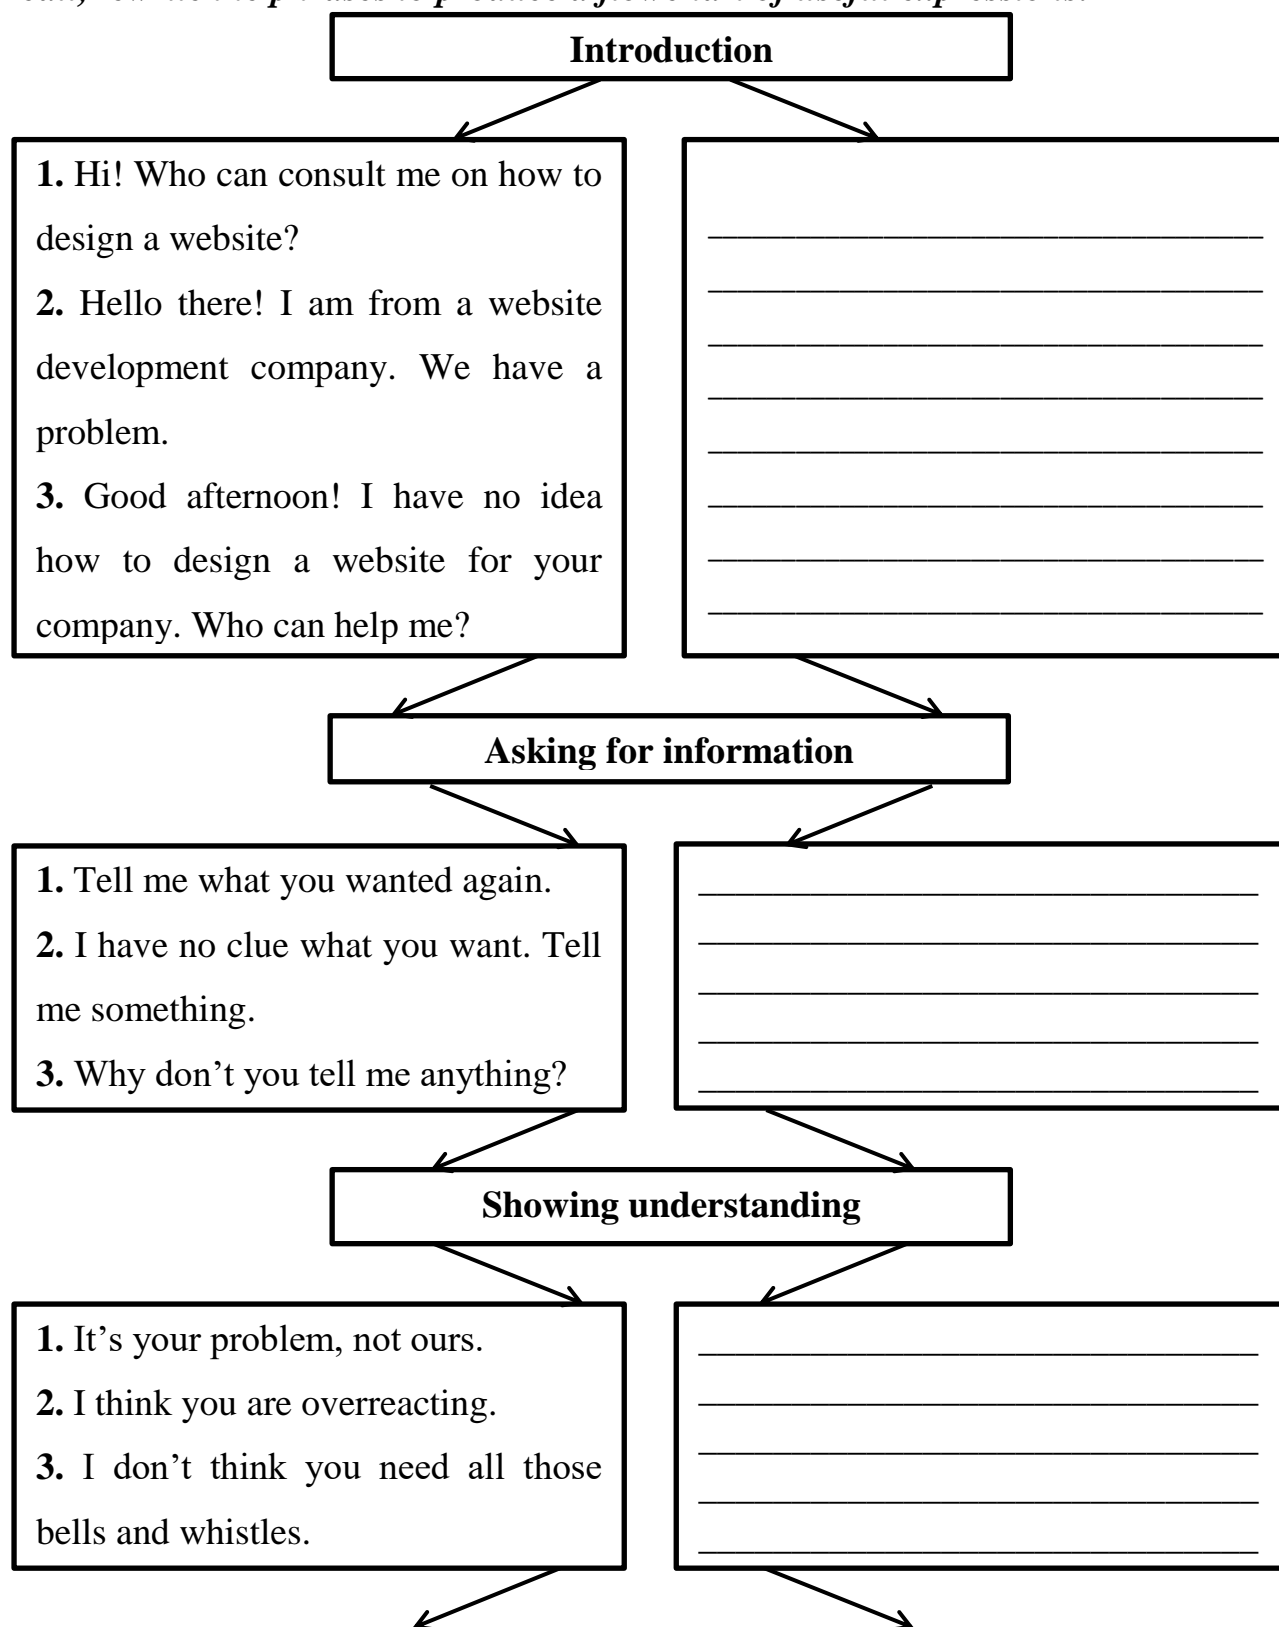 Introduction
1. Hi! Who can consult me on how to
design a website?
2. Hello there! I am from a website
development company. We have a
problem.
3. Good afternoon! I have no idea
how to design a website for your
company. Who can help me?
Asking for information
1. Tell me what you wanted again.
2. I have no clue what you want. Tell
me something.
3. Why don’t you tell me anything?
Showing understanding
1. It’s your problem, not ours.
2. I think you are overreacting.
3. I don’t think you need all those
bells and whistles.